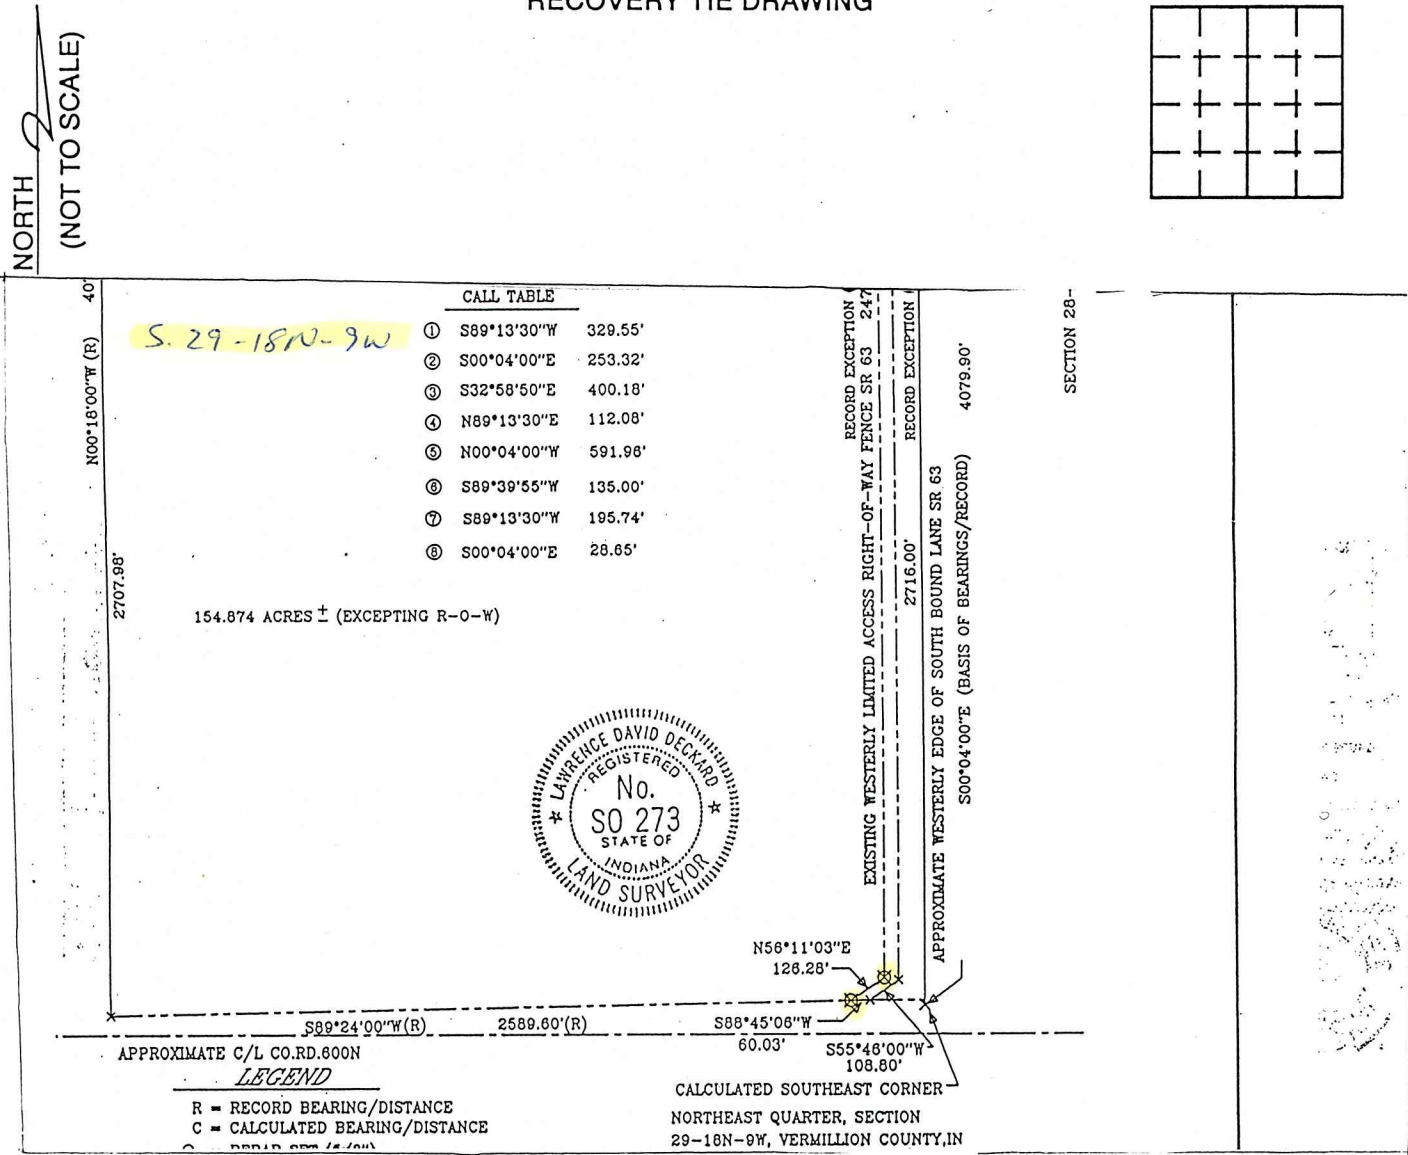 RECOVERY TIE DRAWING
NORTH
(NOT TO SCALE)
S. 29-18N-9W
CALL TABLE
① S89°13'30"W 329.55'
② S00°04'00"E 253.32'
③ S32°58'50"E 400.18'
④ N89°13'30"E 112.08'
⑤ N00°04'00"W 591.96'
⑥ S89°39'55"W 135.00'
⑦ S89°13'30"W 195.74'
⑧ S00°04'00"E 28.65'
N00°18'00"W (R) 40'
2707.98'
154.874 ACRES ± (EXCEPTING R-O-W)
LAWRENCE DAVID DECKARD
REGISTERED
No.
SO 273
STATE OF
INDIANA
LAND SURVEYOR
RECORD EXCEPTION
EXISTING WESTERLY LIMITED ACCESS RIGHT-OF-WAY FENCE SR 63 247
RECORD EXCEPTION
2716.00'
APPROXIMATE WESTERLY EDGE OF SOUTH BOUND LANE SR 63
S00°04'00"E (BASIS OF BEARINGS/RECORD) 4079.90'
SECTION 28-
N56°11'03"E
126.28'
S89°24'00"W(R) 2589.60'(R)
S88°45'06"W
60.03'
S55°46'00"W
108.80'
APPROXIMATE C/L CO.RD.600N
LEGEND
R = RECORD BEARING/DISTANCE
C = CALCULATED BEARING/DISTANCE
CALCULATED SOUTHEAST CORNER
NORTHEAST QUARTER, SECTION
29-18N-9W, VERMILLION COUNTY,IN